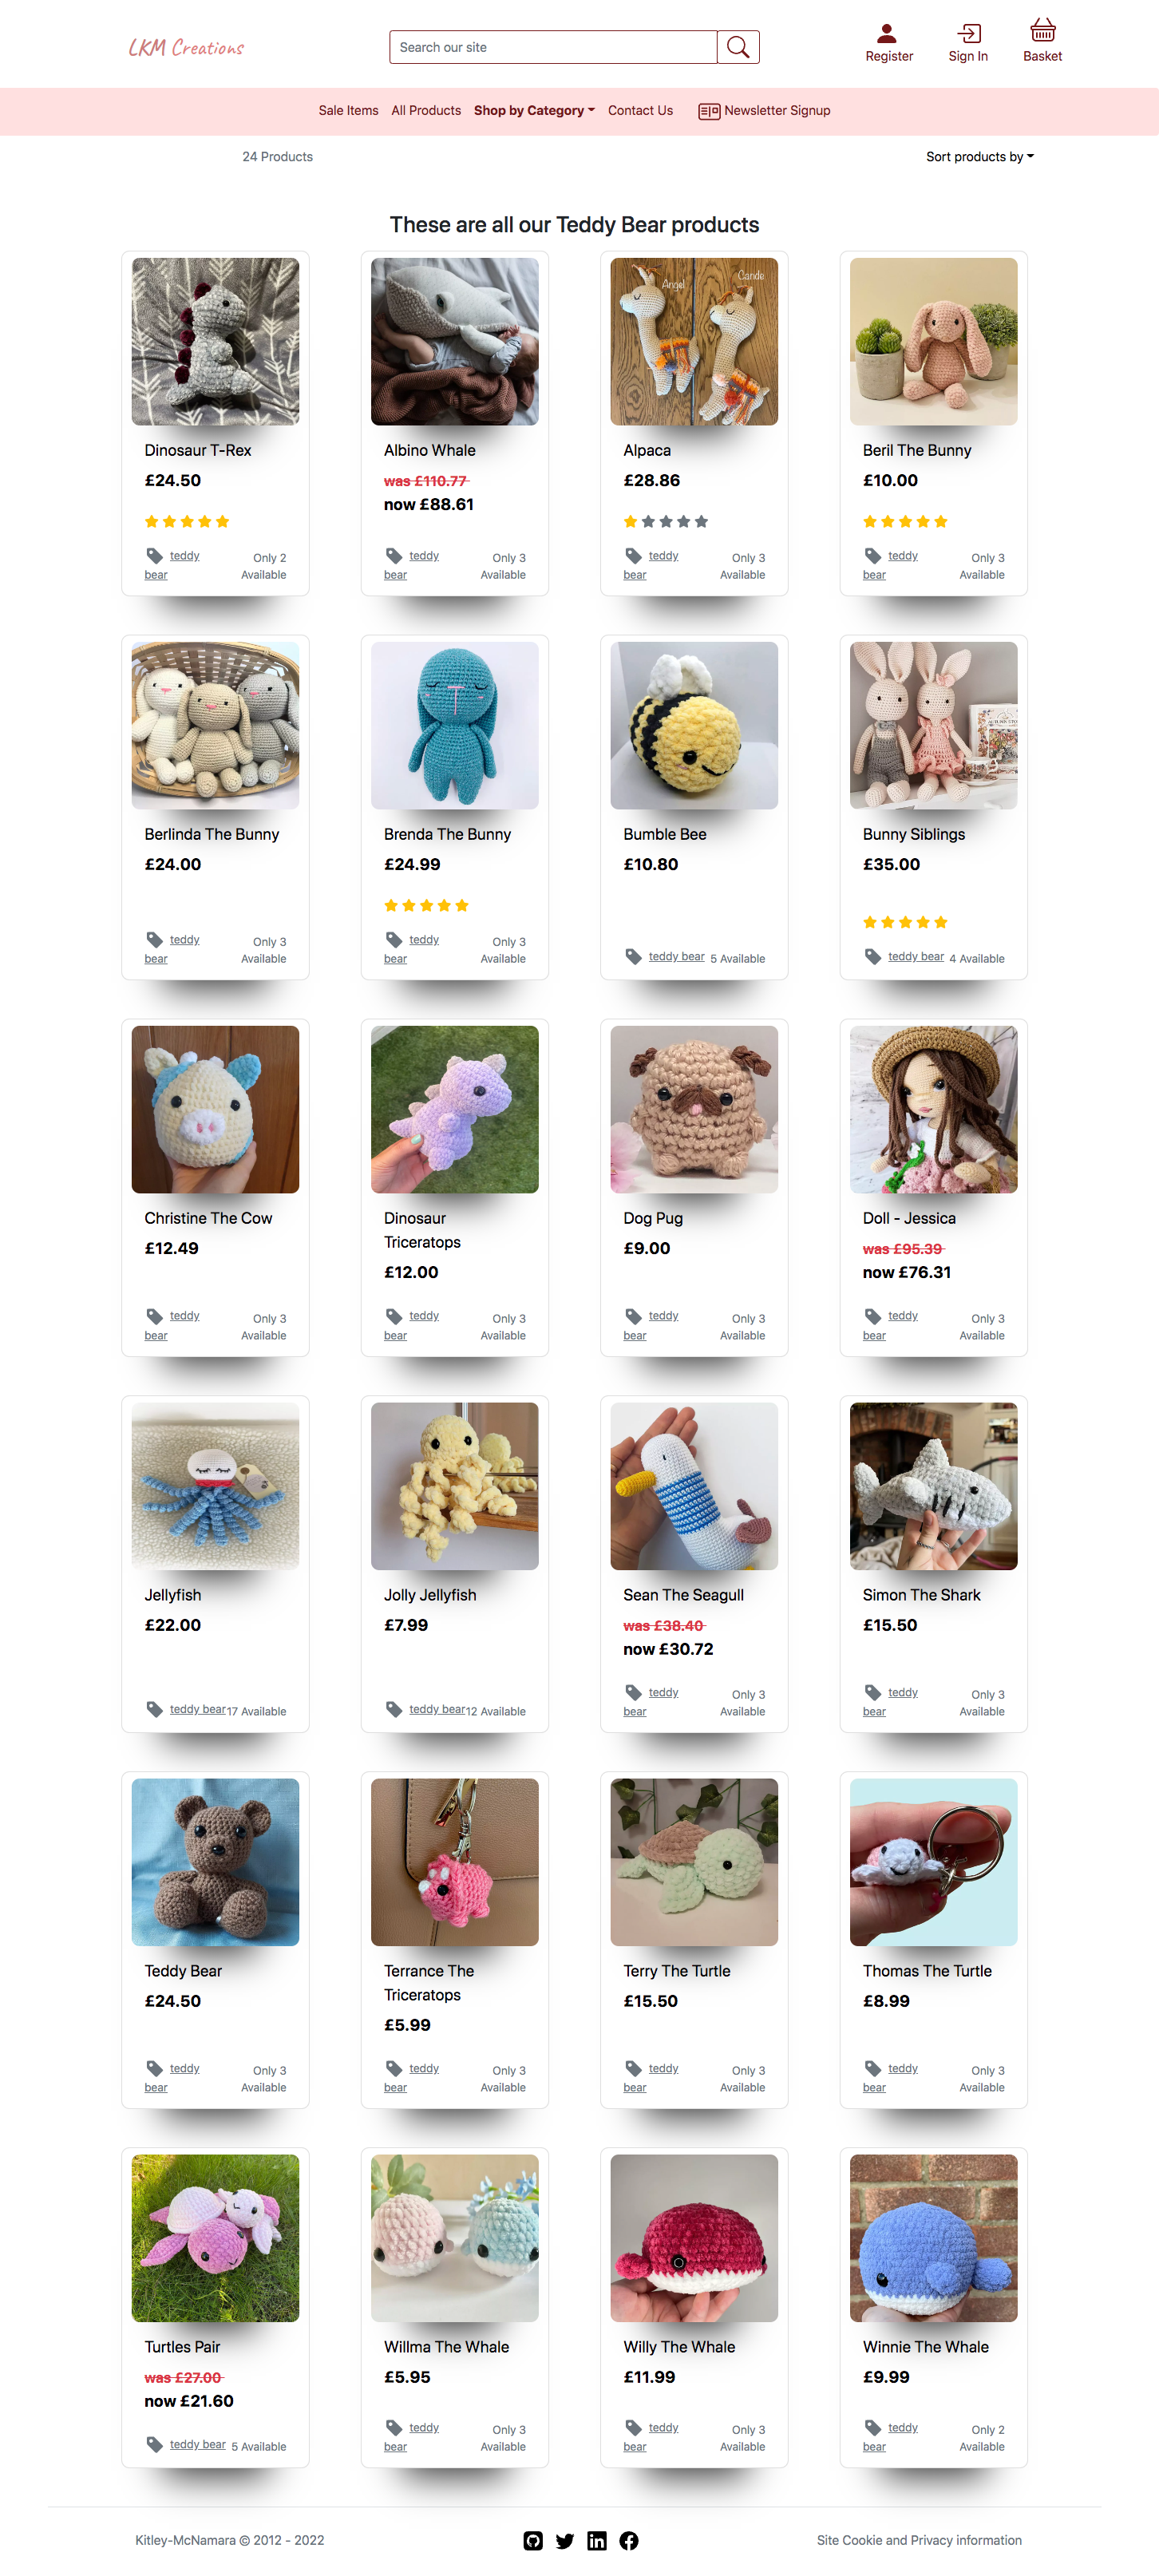 LKM Creations
Search our site
Register
Sign In
Basket
Sale Items
All Products
Shop by Category
Contact Us
Newsletter Signup
24 Products
Sort products by
These are all our Teddy Bear products
Angel
Cande
Dinosaur T-Rex
£24.50
teddy bear
Only 2 Available
Albino Whale
was £110.77
now £88.61
teddy bear
Only 3 Available
Alpaca
£28.86
teddy bear
Only 3 Available
Beril The Bunny
£10.00
teddy bear
Only 3 Available
Berlinda The Bunny
£24.00
teddy bear
Only 3 Available
Brenda The Bunny
£24.99
teddy bear
Only 3 Available
Bumble Bee
£10.80
teddy bear
5 Available
Bunny Siblings
£35.00
teddy bear
4 Available
Christine The Cow
£12.49
teddy bear
Only 3 Available
Dinosaur Triceratops
£12.00
teddy bear
Only 3 Available
Dog Pug
£9.00
teddy bear
Only 3 Available
Doll - Jessica
was £95.39
now £76.31
teddy bear
Only 3 Available
Jellyfish
£22.00
teddy bear
17 Available
Jolly Jellyfish
£7.99
teddy bear
12 Available
Sean The Seagull
was £38.40
now £30.72
teddy bear
Only 3 Available
Simon The Shark
£15.50
teddy bear
Only 3 Available
Teddy Bear
£24.50
teddy bear
Only 3 Available
Terrance The Triceratops
£5.99
teddy bear
Only 3 Available
Terry The Turtle
£15.50
teddy bear
Only 3 Available
Thomas The Turtle
£8.99
teddy bear
Only 3 Available
Turtles Pair
was £27.00
now £21.60
teddy bear
5 Available
Willma The Whale
£5.95
teddy bear
Only 3 Available
Willy The Whale
£11.99
teddy bear
Only 3 Available
Winnie The Whale
£9.99
teddy bear
Only 2 Available
Kitley-McNamara © 2012 - 2022
Site Cookie and Privacy information